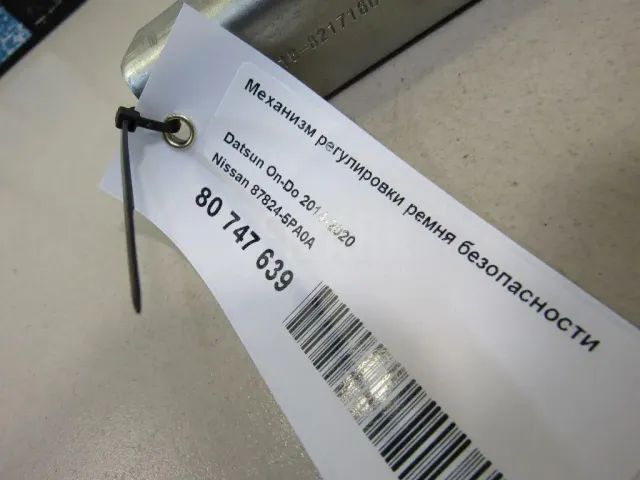 Механизм регулировки ремня безопасности
Datsun On-Do 2014-2020
Nissan 87824-5PA0A
80 747 639